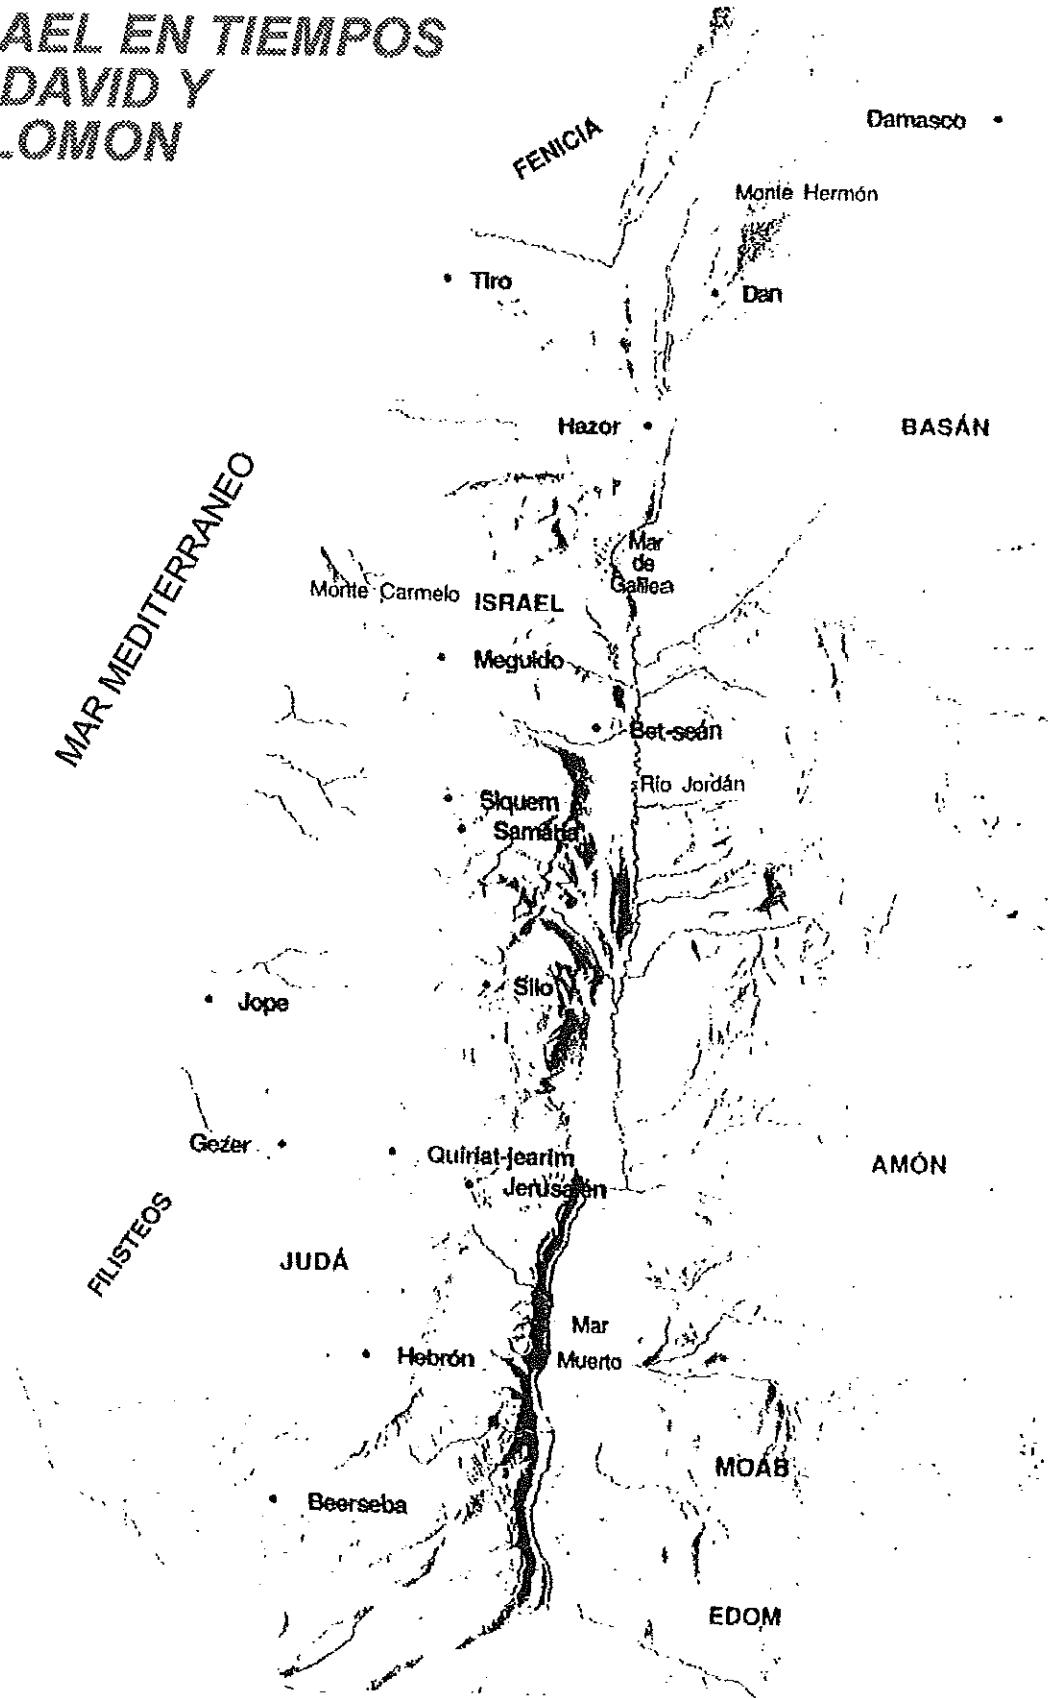 AEL EN TIEMPOS
DAVID Y
LOMON
FENICIA
Damasco
Monte Hermón
Tiro
Dan
Hazor
BASÁN
MAR MEDITERRANEO
Mar
de
Galilea
Monte Carmelo
ISRAEL
Meguido
Bet-seán
Río Jordán
Siquem
Samaria
Silo
Jope
Gezer
Quiriat-jearim
AMÓN
Jerusalén
FILISTEOS
JUDÁ
Mar
Muerto
Hebrón
MOAB
Beerseba
EDOM